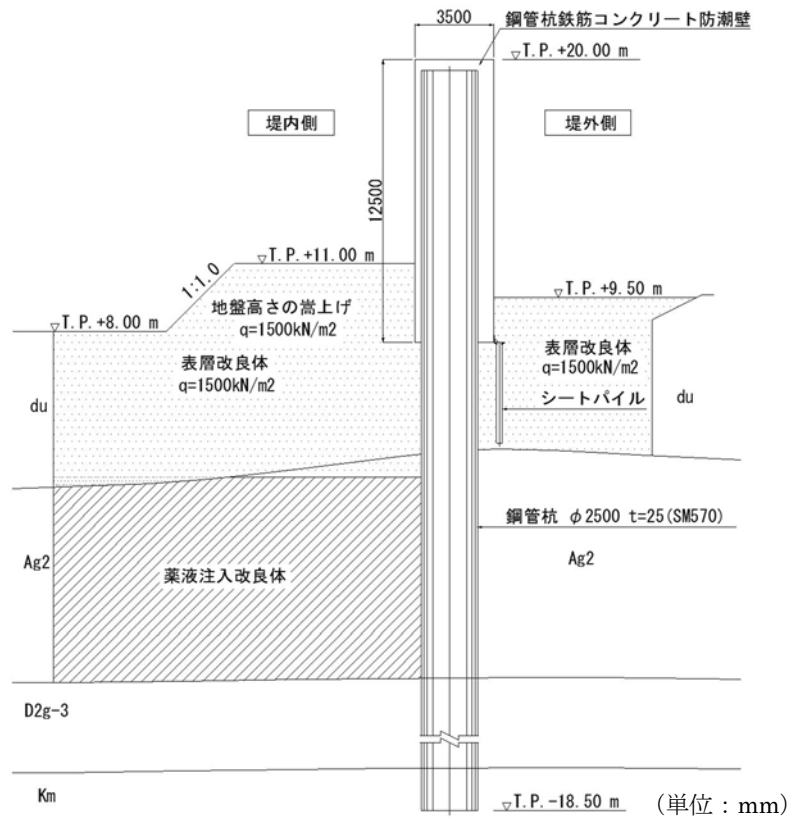 3500
鋼管杭鉄筋コンクリート防潮壁
▽T.P.+20.00 m
堤内側
堤外側
12500
▽T.P.+11.00 m
1:1.0
地盤高さの嵩上げ
q=1500kN/m2
▽T.P.+9.50 m
▽T.P.+8.00 m
表層改良体
q=1500kN/m2
表層改良体
q=1500kN/m2
シートパイル
du
du
鋼管杭 φ2500 t=25(SM570)
Ag2
Ag2
薬液注入改良体
D2g-3
Km
▽T.P.-18.50 m
(単位：mm)